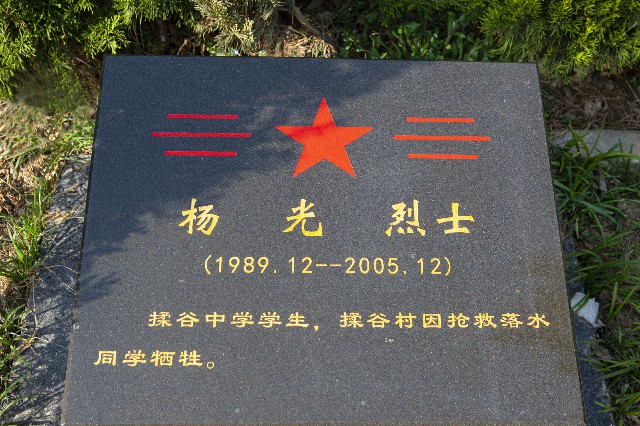 杨光 烈士
(1989.12--2005.12)
揉谷中学学生，揉谷村因抢救落水
同学牺牲。